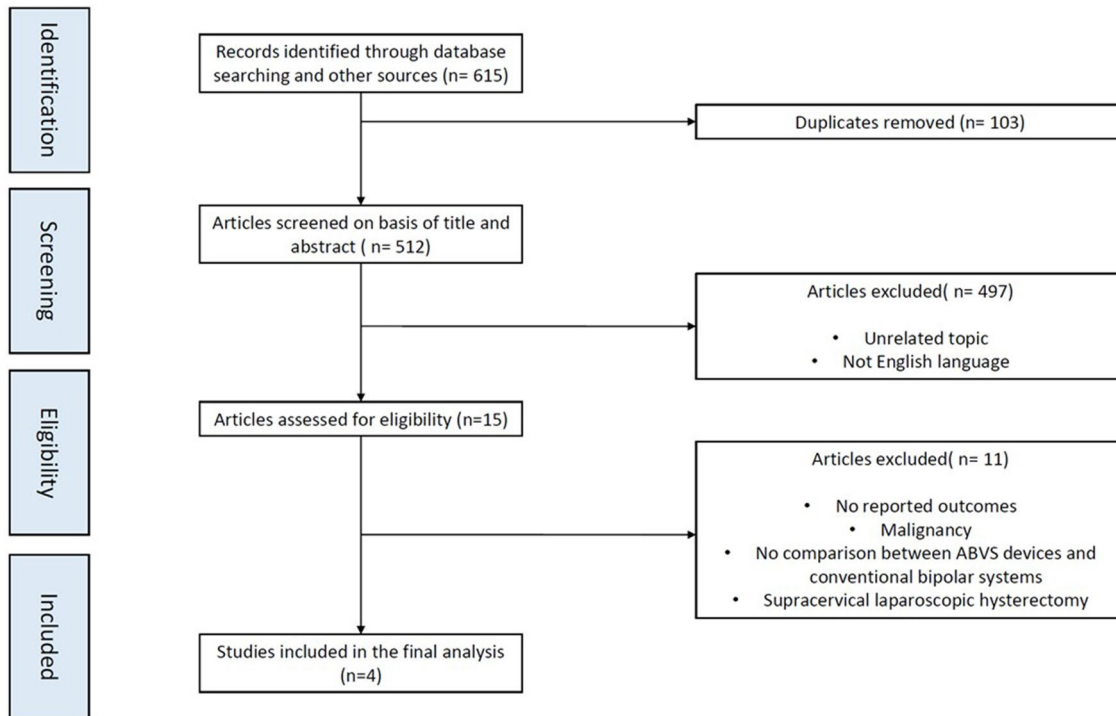 Identification
Records identified through database
searching and other sources (n= 615)
Duplicates removed (n= 103)
Screening
Articles screened on basis of title and
abstract ( n= 512)
Articles excluded( n= 497)
• Unrelated topic
• Not English language
Eligibility
Articles assessed for eligibility (n=15)
Articles excluded( n= 11)
• No reported outcomes
• Malignancy
• No comparison between ABVS devices and
conventional bipolar systems
• Supracervical laparoscopic hysterectomy
Included
Studies included in the final analysis
(n=4)